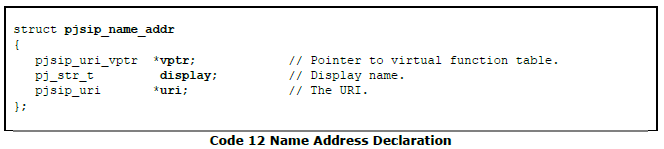 struct pjsip_name_addr
{
   pjsip_uri_vptr  *vptr;            // Pointer to virtual function table.
   pj_str_t         display;         // Display name.
   pjsip_uri       *uri;             // The URI.
};
Code 12 Name Address Declaration